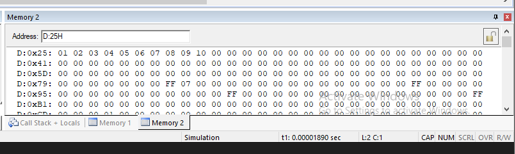 Memory 2
Address: D:25H
D:0x25: 01 02 03 04 05 06 07 08 09 10 00 00 00 00 00 00 00 00 00 00 00 00 00 00 00 00 00 00
D:0x41: 00 00 00 00 00 00 00 00 00 00 00 00 00 00 00 00 00 00 00 00 00 00 00 00 00 00 00 00
D:0x5D: 00 00 00 00 00 00 00 00 00 00 00 00 00 00 00 00 00 00 00 00 00 00 00 00 00 00 00 00
D:0x79: 00 00 00 00 00 00 00 FF 07 00 00 00 00 00 00 00 00 00 00 00 00 00 00 FF 00 00 00 00
D:0x95: 00 00 00 00 00 00 00 00 00 00 00 FF 00 00 00 00 00 00 00 00 00 00 00 00 00 00 00 FF
D:0xB1: 00 00 00 00 00 00 00 00 00 00 00 00 00 00 00 00 00 00 00 00 00 00 00 00 00 00 00 00
Call Stack + Locals Memory 1 Memory 2
Simulation t1: 0.00001890 sec L:2 C:1 CAP NUM SCRL OVR R/W